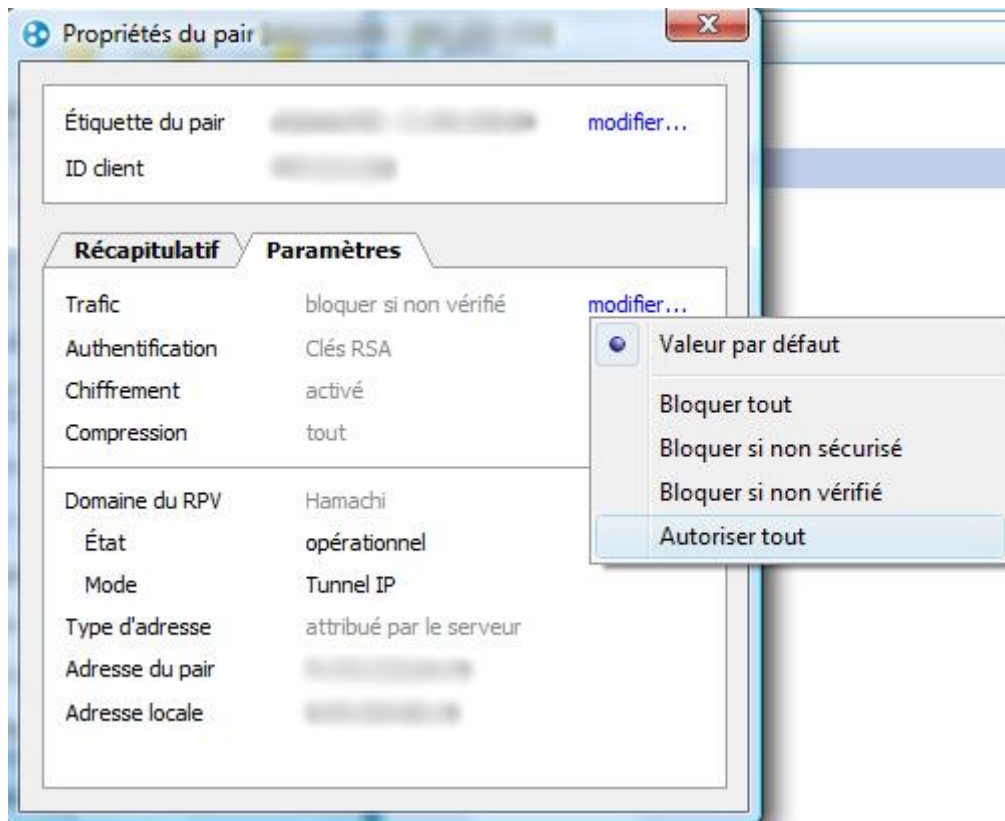 Propriétés du pair
Étiquette du pair modifier...
ID client
Récapitulatif Paramètres
Trafic bloquer si non vérifié modifier...
Authentification Clés RSA
Chiffrement activé
Compression tout
Domaine du RPV Hamachi
État opérationnel
Mode Tunnel IP
Type d'adresse attribué par le serveur
Adresse du pair
Adresse locale
Valeur par défaut
Bloquer tout
Bloquer si non sécurisé
Bloquer si non vérifié
Autoriser tout